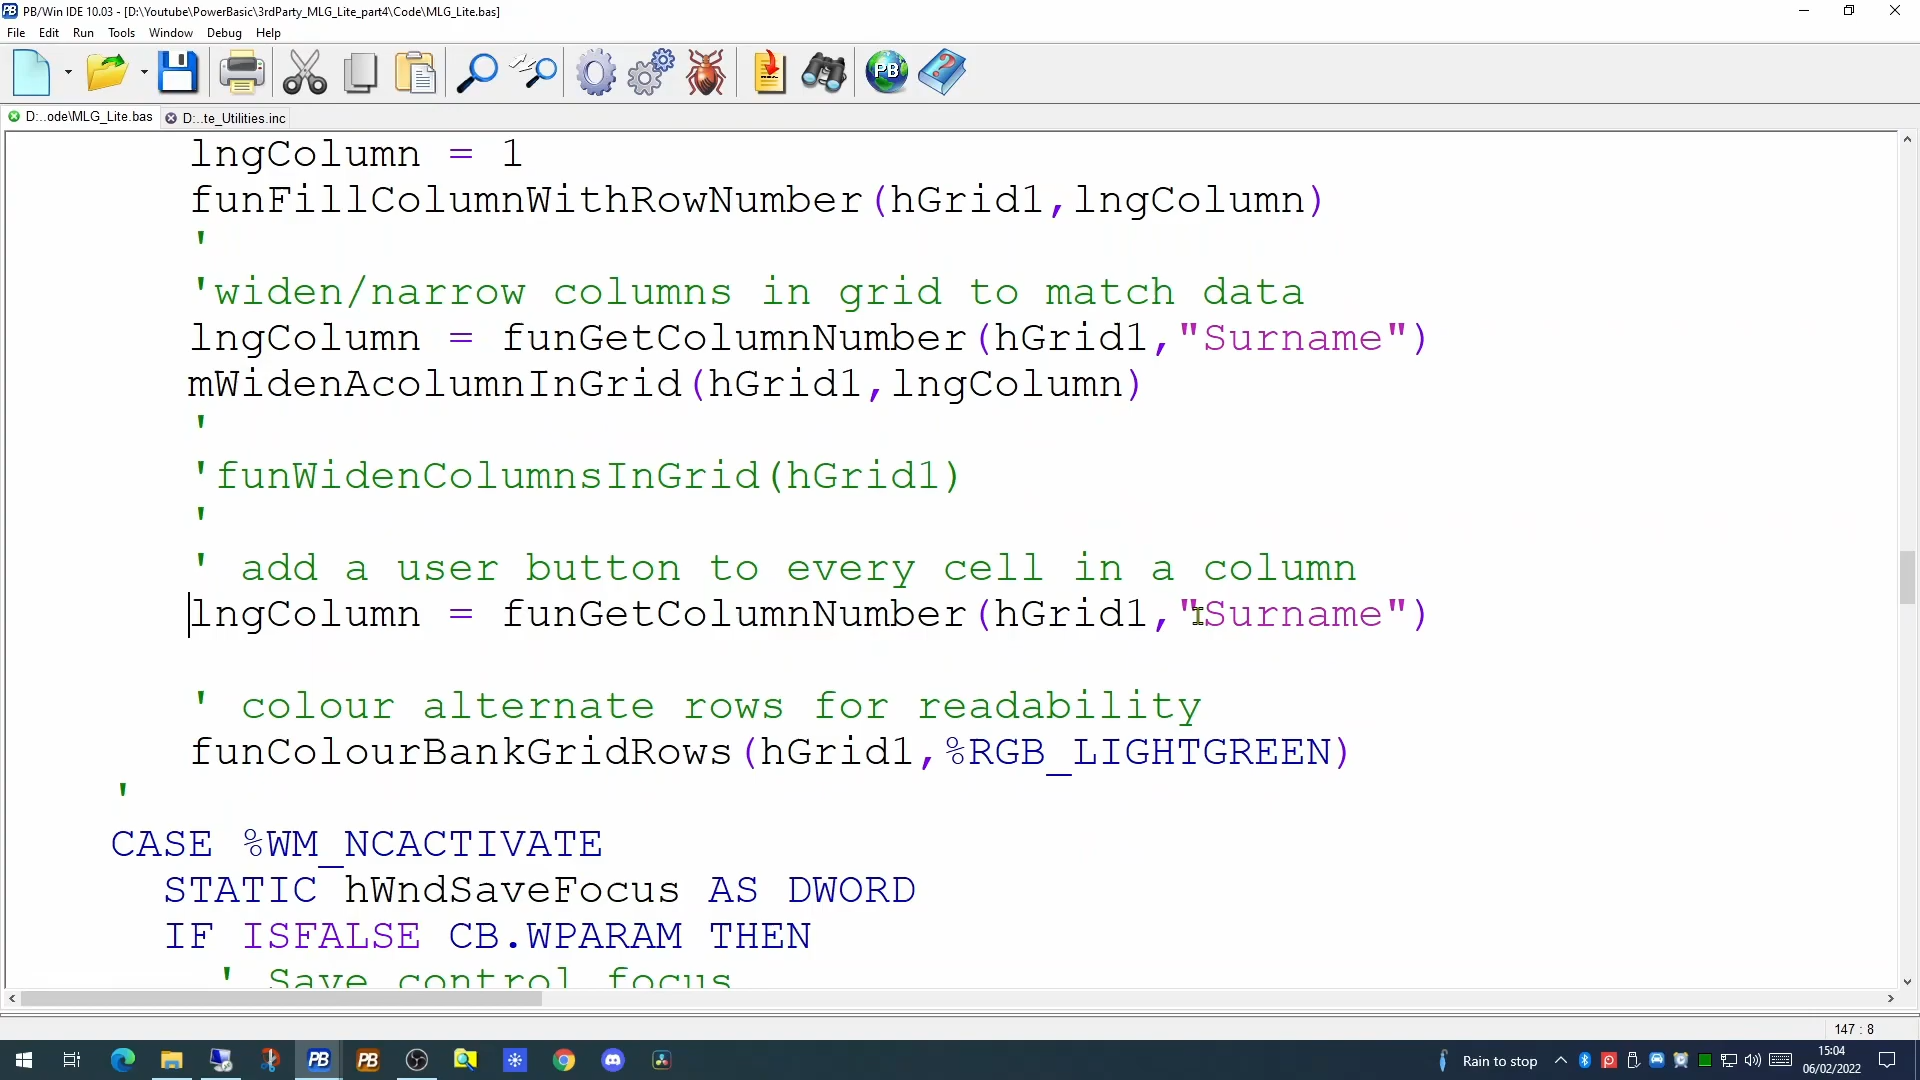 PB/Win IDE 10.03 - [D:\Youtube\PowerBasic\3rdParty_MLG_Lite_part4\Code\MLG_Lite.bas]
File Edit Run Tools Window Debug Help
PB
D:..ode\MLG_Lite.bas D:..te_Utilities.inc
lngColumn = 1
funFillColumnWithRowNumber(hGrid1,lngColumn)
'
'widen/narrow columns in grid to match data
lngColumn = funGetColumnNumber(hGrid1,"Surname")
mWidenAcolumnInGrid(hGrid1,lngColumn)
'
'funWidenColumnsInGrid(hGrid1)
'
' add a user button to every cell in a column
lngColumn = funGetColumnNumber(hGrid1,"Surname")
' colour alternate rows for readability
funColourBankGridRows(hGrid1,%RGB_LIGHTGREEN)
'
CASE %WM_NCACTIVATE
STATIC hWndSaveFocus AS DWORD
IF ISFALSE CB.WPARAM THEN
' Save control focus
147 : 8
PB PB Rain to stop 15:04
06/02/2022